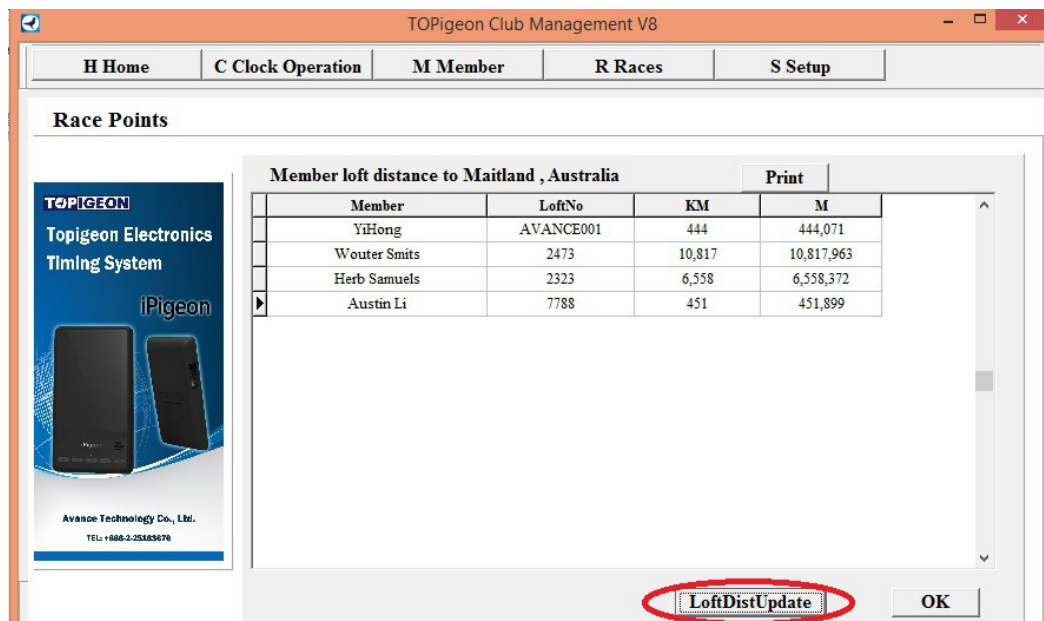 TOPigeon Club Management V8
H Home C Clock Operation M Member R Races S Setup
Race Points
Member loft distance to Maitland , Australia Print
Member LoftNo KM M
YiHong AVANCE001 444 444,071
Wouter Smits 2473 10,817 10,817,963
Herb Samuels 2323 6,558 6,558,372
Austin Li 7788 451 451,899
TOPIGEON
Topigeon Electronics
Timing System
iPigeon
Avance Technology Co., Ltd.
LoftDistUpdate OK